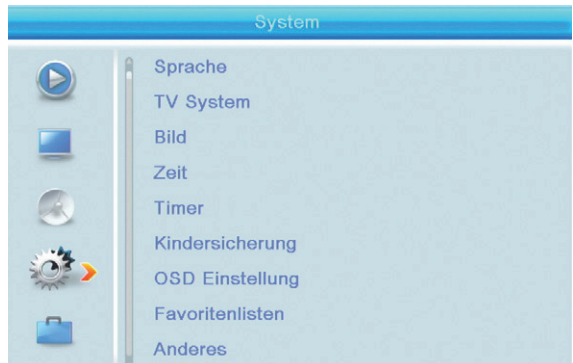 System
Sprache
TV System
Bild
Zeit
Timer
Kindersicherung
OSD Einstellung
Favoritenlisten
Anderes